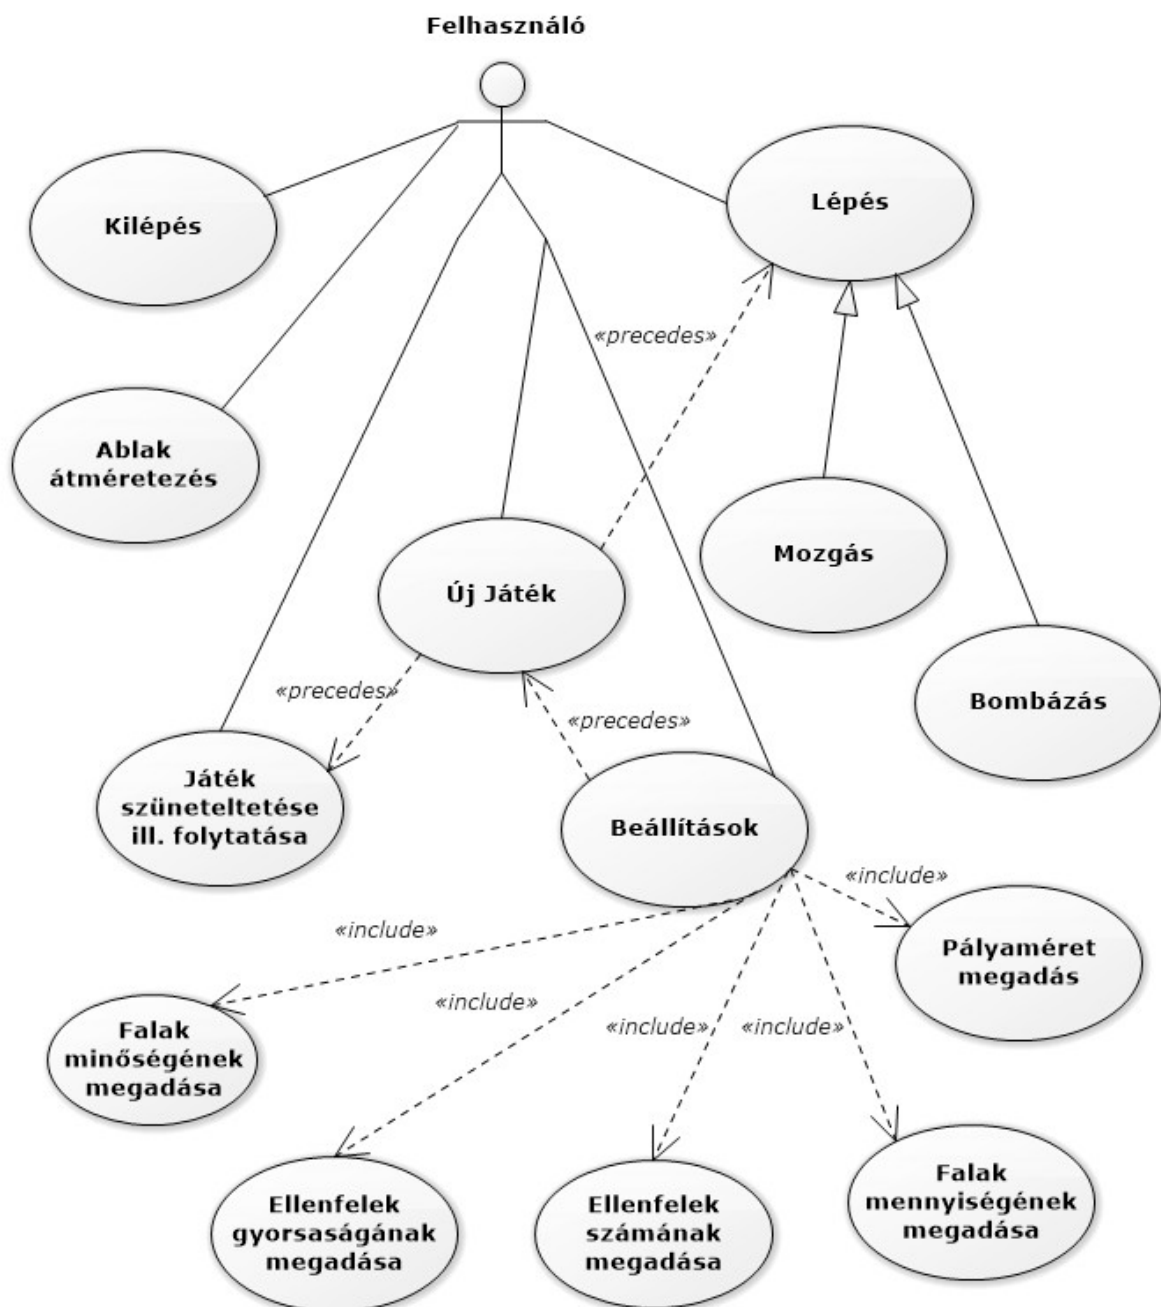 Felhasználó
Kilépés
Lépés
«precedes»
Ablak
átméretezés
Mozgás
Új Játék
«precedes»
«precedes»
Bombázás
Játék
szüneteltetése
ill. folytatása
Beállítások
«include»
«include»
Pályaméret
megadás
«include»
«include»
«include»
Falak
minőségének
megadása
Ellenfelek
gyorsaságának
megadása
Ellenfelek
számának
megadása
Falak
mennyiségének
megadása